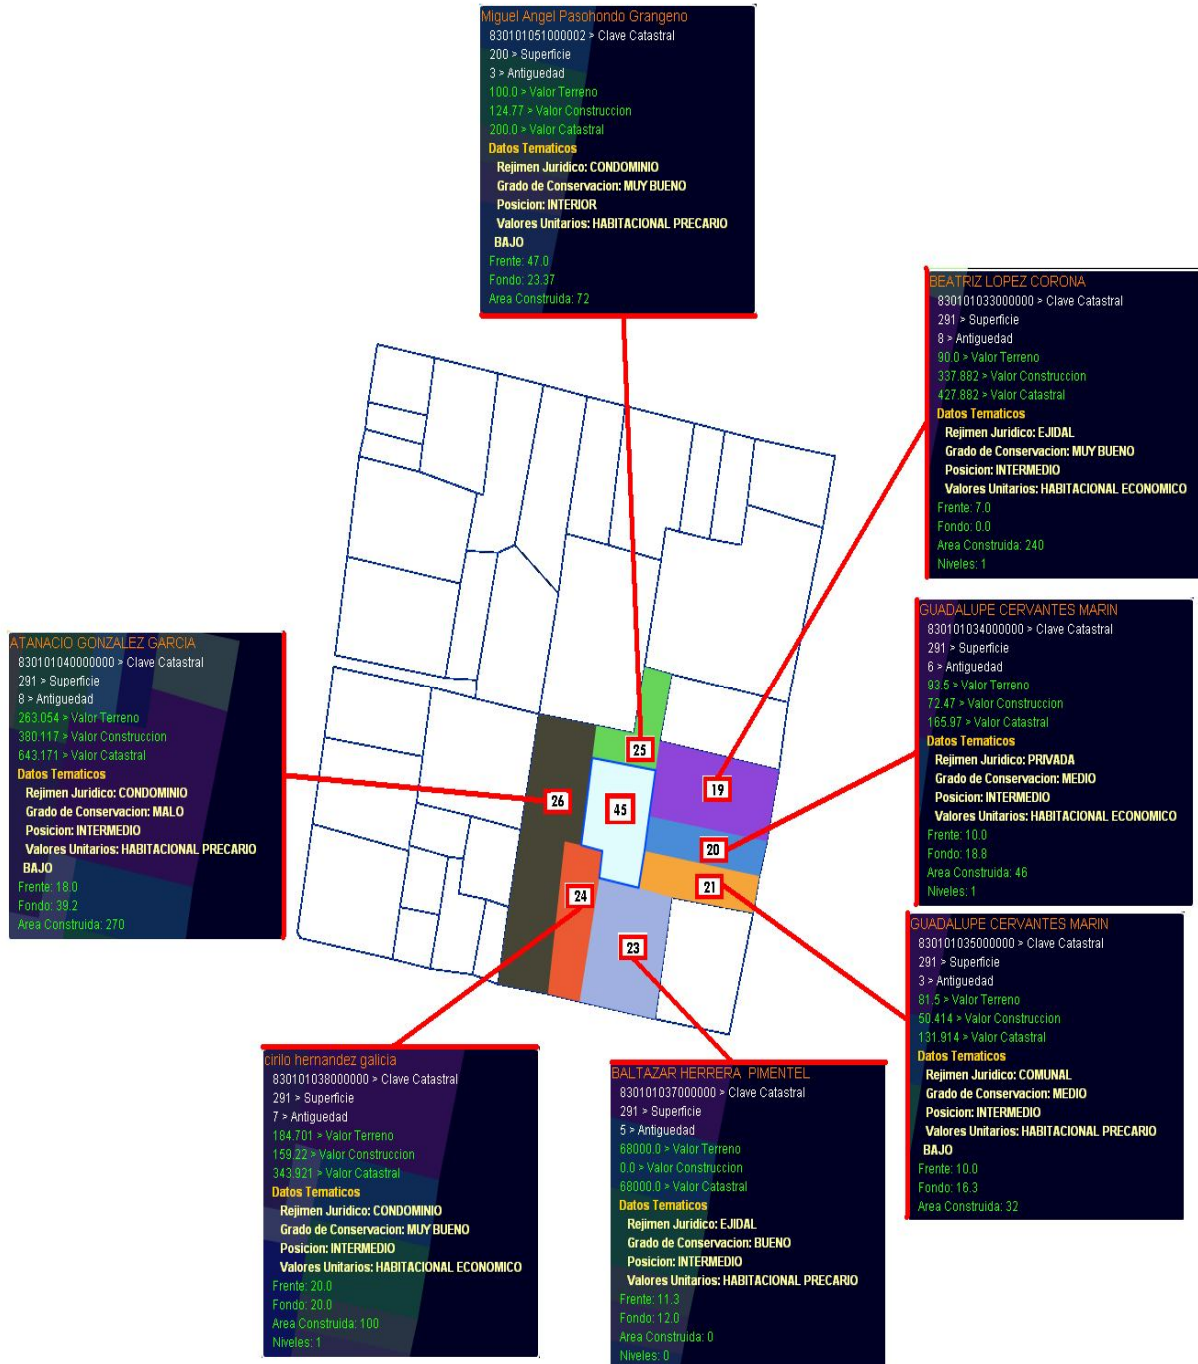 Miguel Angel Pasohondo Grangeno
830101051000002 > Clave Catastral
200 > Superficie
3 > Antiguedad
100.0 > Valor Terreno
124.77 > Valor Construccion
200.0 > Valor Catastral
Datos Tematicos
Rejimen Juridico: CONDOMINIO
Grado de Conservacion: MUY BUENO
Posicion: INTERIOR
Valores Unitarios: HABITACIONAL PRECARIO
BAJO
Frente: 47.0
Fondo: 23.37
Area Construida: 72
BEATRIZ LOPEZ CORONA
830101033000000 > Clave Catastral
291 > Superficie
8 > Antiguedad
90.0 > Valor Terreno
337.882 > Valor Construccion
427.882 > Valor Catastral
Datos Tematicos
Rejimen Juridico: EJIDAL
Grado de Conservacion: MUY BUENO
Posicion: INTERMEDIO
Valores Unitarios: HABITACIONAL ECONOMICO
Frente: 7.0
Fondo: 0.0
Area Construida: 240
Niveles: 1
GUADALUPE CERVANTES MARIN
830101034000000 > Clave Catastral
291 > Superficie
6 > Antiguedad
93.5 > Valor Terreno
72.47 > Valor Construccion
165.97 > Valor Catastral
Datos Tematicos
Rejimen Juridico: PRIVADA
Grado de Conservacion: MEDIO
Posicion: INTERMEDIO
Valores Unitarios: HABITACIONAL ECONOMICO
Frente: 10.0
Fondo: 18.8
Area Construida: 46
Niveles: 1
ATANACIO GONZALEZ GARCIA
830101040000000 > Clave Catastral
291 > Superficie
8 > Antiguedad
263.054 > Valor Terreno
380.117 > Valor Construccion
643.171 > Valor Catastral
Datos Tematicos
Rejimen Juridico: CONDOMINIO
Grado de Conservacion: MALO
Posicion: INTERMEDIO
Valores Unitarios: HABITACIONAL PRECARIO
BAJO
Frente: 18.0
Fondo: 39.2
Area Construida: 270
25
19
26
45
20
21
24
23
GUADALUPE CERVANTES MARIN
830101035000000 > Clave Catastral
291 > Superficie
3 > Antiguedad
81.5 > Valor Terreno
50.414 > Valor Construccion
131.914 > Valor Catastral
Datos Tematicos
Rejimen Juridico: COMUNAL
Grado de Conservacion: MEDIO
Posicion: INTERMEDIO
Valores Unitarios: HABITACIONAL PRECARIO
BAJO
Frente: 10.0
Fondo: 16.3
Area Construida: 32
cirilo hernandez galicia
830101038000000 > Clave Catastral
291 > Superficie
7 > Antiguedad
184.701 > Valor Terreno
159.22 > Valor Construccion
343.921 > Valor Catastral
Datos Tematicos
Rejimen Juridico: CONDOMINIO
Grado de Conservacion: MUY BUENO
Posicion: INTERMEDIO
Valores Unitarios: HABITACIONAL ECONOMICO
Frente: 20.0
Fondo: 20.0
Area Construida: 100
Niveles: 1
BALTAZAR HERRERA PIMENTEL
830101037000000 > Clave Catastral
291 > Superficie
5 > Antiguedad
68000.0 > Valor Terreno
0.0 > Valor Construccion
68000.0 > Valor Catastral
Datos Tematicos
Rejimen Juridico: EJIDAL
Grado de Conservacion: BUENO
Posicion: INTERMEDIO
Valores Unitarios: HABITACIONAL PRECARIO
Frente: 11.3
Fondo: 12.0
Area Construida: 0
Niveles: 0